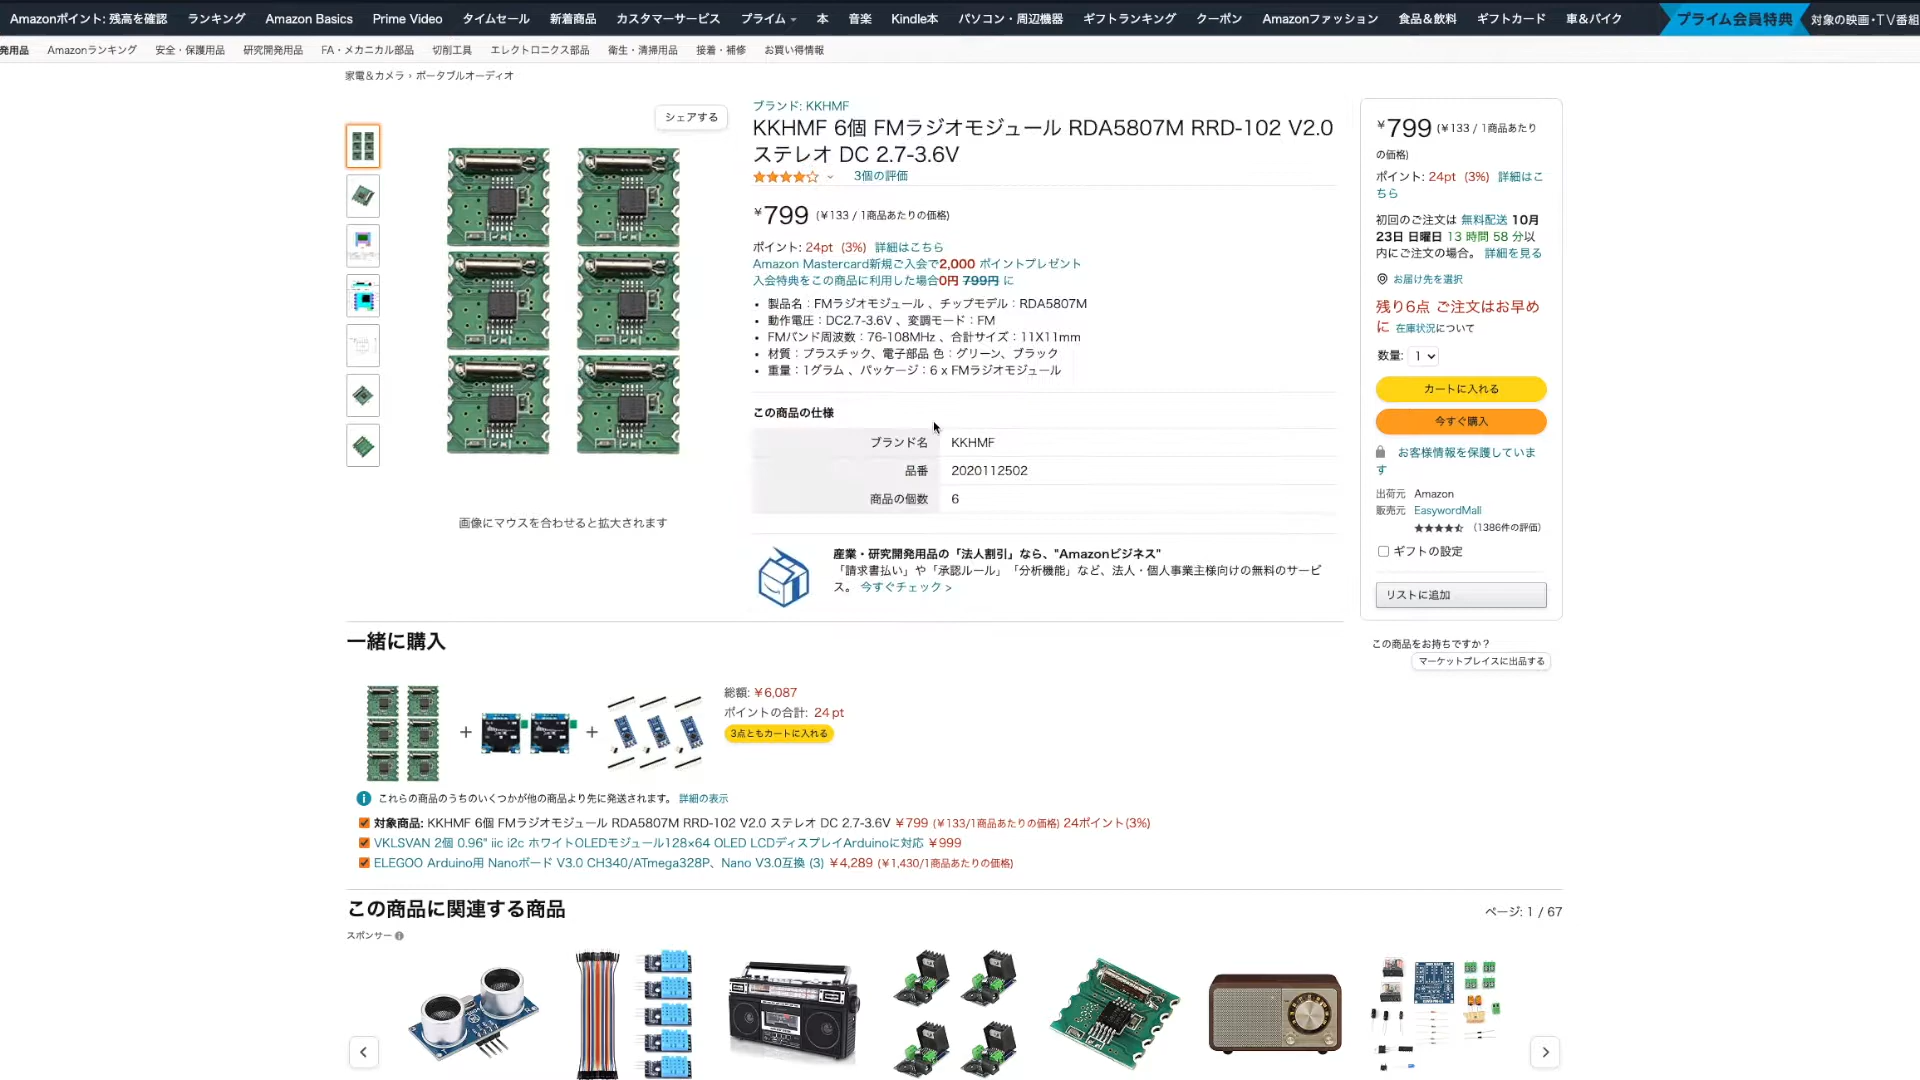 Amazonポイント: 残高を確認 ランキング Amazon Basics Prime Video タイムセール 新着商品 カスタマーサービス プライム 本 音楽 Kindle本 パソコン・周辺機器 ギフトランキング クーポン Amazonファッション 食品＆飲料 ギフトカード 車＆バイク プライム会員特典 対象の映画・TV番組
発用品 Amazonランキング 安全・保護用品 研究開発用品 FA・メカニカル部品 切削工具 エレクトロニクス部品 衛生・清掃用品 接着・補修 お買い得情報
家電＆カメラ › ポータブルオーディオ
シェアする
画像にマウスを合わせると拡大されます
ブランド: KKHMF
KKHMF 6個 FMラジオモジュール RDA5807M RRD-102 V2.0
ステレオ DC 2.7-3.6V
3個の評価
¥799 (¥133 / 1商品あたりの価格)
ポイント: 24pt (3%) 詳細はこちら
Amazon Mastercard新規ご入会で2,000 ポイントプレゼント
入会特典をこの商品に利用した場合0円 799円 に
• 製品名：FMラジオモジュール 、チップモデル：RDA5807M
• 動作電圧：DC2.7-3.6V 、変調モード：FM
• FMバンド周波数：76-108MHz 、合計サイズ：11X11mm
• 材質：プラスチック、電子部品 色：グリーン、ブラック
• 重量：1グラム 、パッケージ：6 x FMラジオモジュール
この商品の仕様
ブランド名 KKHMF
品番 2020112502
商品の個数 6
産業・研究開発用品の「法人割引」なら、"Amazonビジネス"
「請求書払い」や「承認ルール」「分析機能」など、法人・個人事業主様向けの無料のサービ
ス。 今すぐチェック >
¥799 (¥133 / 1商品あたり
の価格)
ポイント: 24pt (3%) 詳細はこ
ちら
初回のご注文は 無料配送 10月
23日 日曜日 13 時間 58 分以
内にご注文の場合。 詳細を見る
お届け先を選択
残り6点 ご注文はお早め
に 在庫状況について
数量: 1
カートに入れる
今すぐ購入
お客様情報を保護していま
す
出荷元 Amazon
販売元 EasywordMall
(1386件の評価)
ギフトの設定
リストに追加
この商品をお持ちですか？
マーケットプレイスに出品する
一緒に購入
+ +
総額: ¥6,087
ポイントの合計: 24 pt
3点ともカートに入れる
これらの商品のうちのいくつかが他の商品より先に発送されます。 詳細の表示
対象商品: KKHMF 6個 FMラジオモジュール RDA5807M RRD-102 V2.0 ステレオ DC 2.7-3.6V ¥799 (¥133/1商品あたりの価格) 24ポイント(3%)
VKLSVAN 2個 0.96" iic i2c ホワイトOLEDモジュール128×64 OLED LCDディスプレイArduinoに対応 ¥999
ELEGOO Arduino用 Nanoボード V3.0 CH340/ATmega328P、Nano V3.0互換 (3) ¥4,289 (¥1,430/1商品あたりの価格)
この商品に関連する商品
ページ: 1 / 67
スポンサー